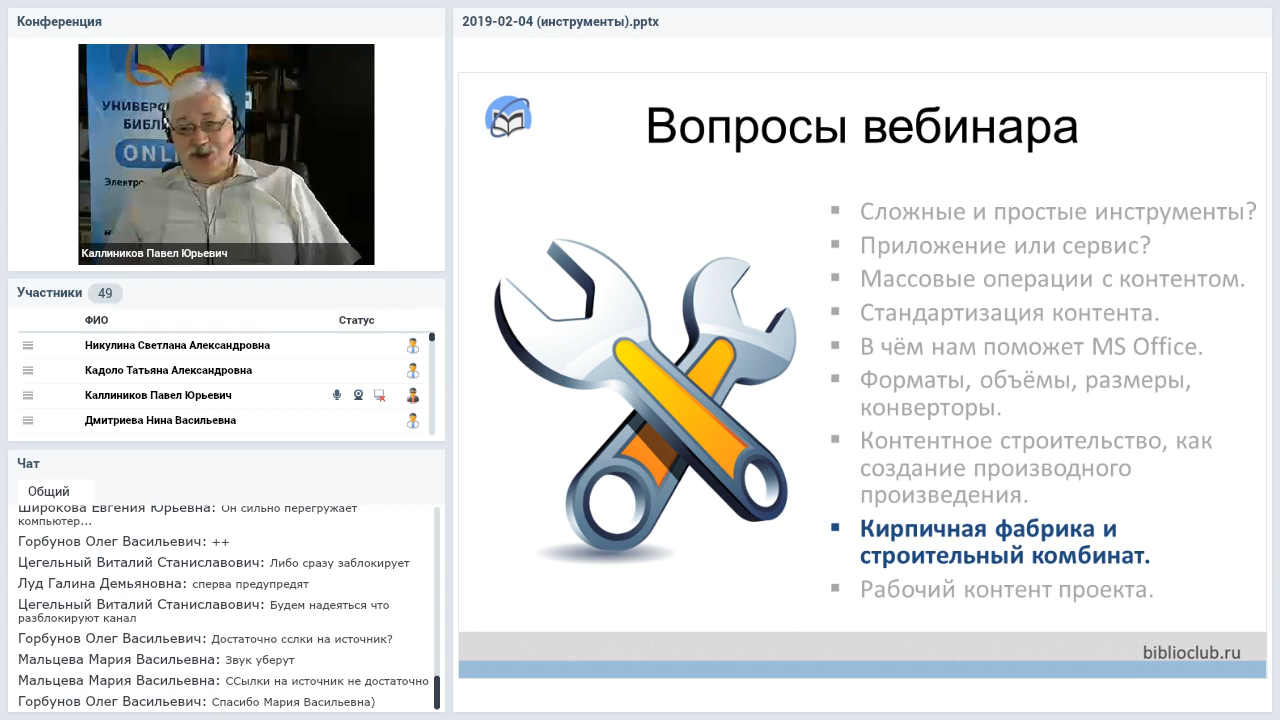 Конференция
УНИВЕРС
БИБЛ
ONL
Электро
Каллиников Павел Юрьевич
Участники 49
ФИО Статус
Никулина Светлана Александровна
Кадоло Татьяна Александровна
Каллиников Павел Юрьевич
Дмитриева Нина Васильевна
Чат
Общий
Широкова Евгения Юрьевна: Он сильно перегружает
компьютер...
Горбунов Олег Васильевич: ++
Цегельный Виталий Станиславович: Либо сразу заблокирует
Луд Галина Демьяновна: сперва предупредят
Цегельный Виталий Станиславович: Будем надеяться что
разблокируют канал
Горбунов Олег Васильевич: Достаточно сслки на источник?
Мальцева Мария Васильевна: Звук уберут
Мальцева Мария Васильевна: ССылки на источник не достаточно
Горбунов Олег Васильевич: Спасибо Мария Васильевна)
2019-02-04 (инструменты).pptx
Вопросы вебинара
▪ Сложные и простые инструменты?
▪ Приложение или сервис?
▪ Массовые операции с контентом.
▪ Стандартизация контента.
▪ В чём нам поможет MS Office.
▪ Форматы, объёмы, размеры,
конверторы.
▪ Контентное строительство, как
создание производного
произведения.
▪ Кирпичная фабрика и
строительный комбинат.
▪ Рабочий контент проекта.
biblioclub.ru